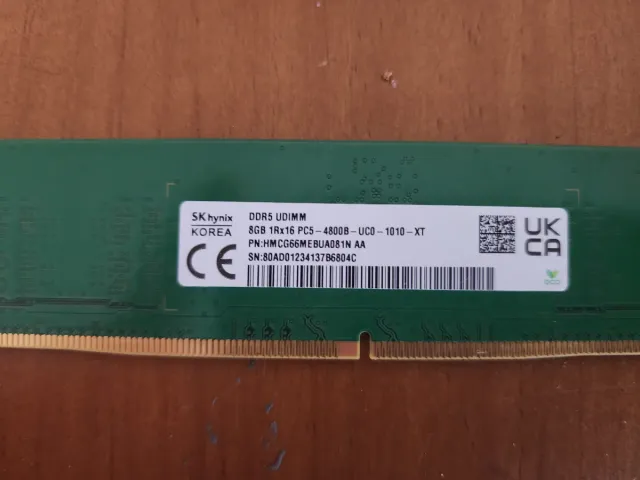 SK hynix
KOREA
DDR5 UDIMM
8GB 1Rx16 PC5-4800B-UC0-1010-XT
PN:HMCG66MEBUA081N AA
SN:80AD01234137B6804C
CE
UK
CA
ECO